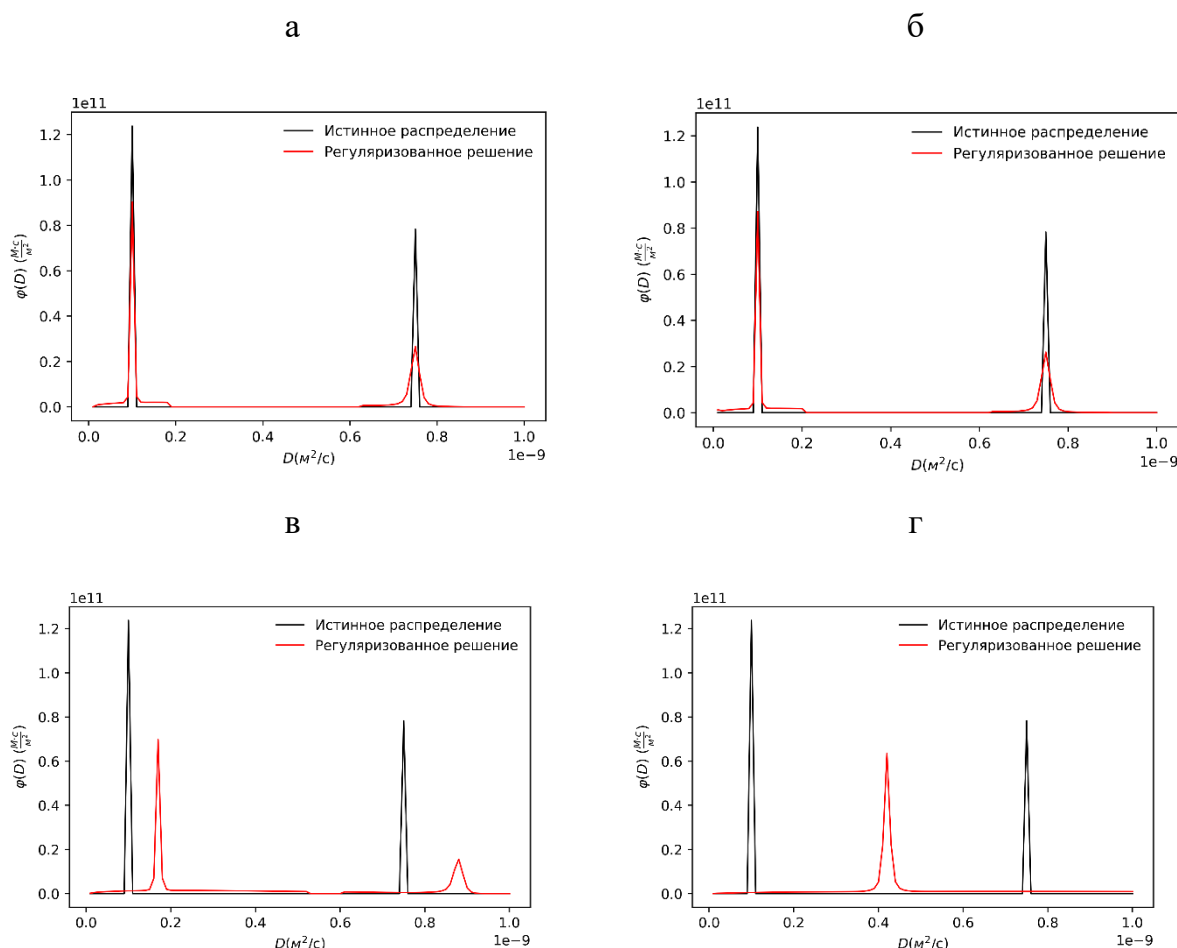 а
б
1e11
Истинное распределение
Регуляризованное решение
1.2
1.0
0.8
0.6
0.4
0.2
0.0
φ(D) (М·с/м²)
0.0 0.2 0.4 0.6 0.8 1.0
D(м²/с)
1e−9
1e11
Истинное распределение
Регуляризованное решение
1.2
1.0
0.8
0.6
0.4
0.2
0.0
φ(D) (М·с/м²)
0.0 0.2 0.4 0.6 0.8 1.0
D(м²/с)
1e−9
в
г
1e11
Истинное распределение
Регуляризованное решение
1.2
1.0
0.8
0.6
0.4
0.2
0.0
φ(D) (М·с/м²)
0.0 0.2 0.4 0.6 0.8 1.0
D(м²/с)
1e−9
1e11
Истинное распределение
Регуляризованное решение
1.2
1.0
0.8
0.6
0.4
0.2
0.0
φ(D) (М·с/м²)
0.0 0.2 0.4 0.6 0.8 1.0
D(м²/с)
1e−9